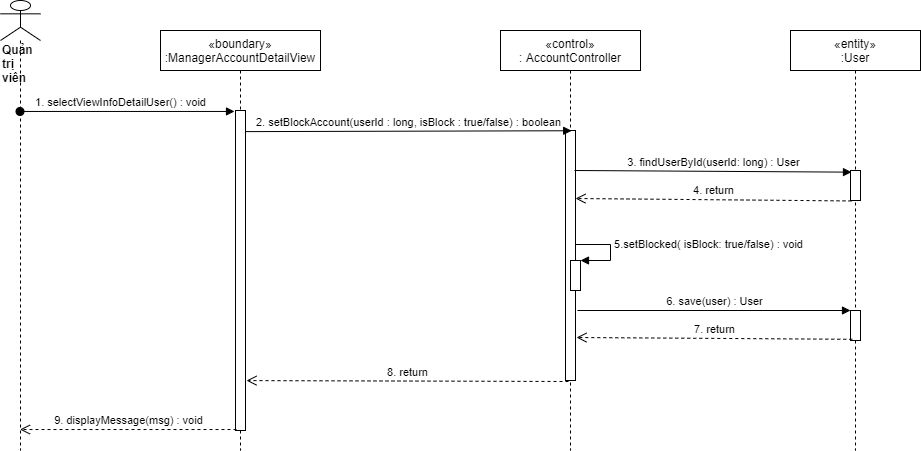 Quản
trị
viên
«boundary»
:ManagerAccountDetailView
«control»
: AccountController
«entity»
:User
1. selectViewInfoDetailUser() : void
2. setBlockAccount(userId : long, isBlock : true/false) : boolean
3. findUserById(userId: long) : User
4. return
5.setBlocked( isBlock: true/false) : void
6. save(user) : User
7. return
8. return
9. displayMessage(msg) : void